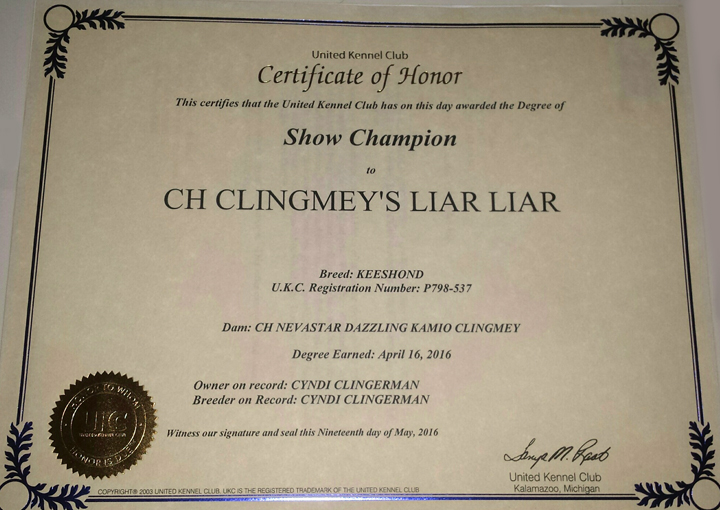 United Kennel Club
Certificate of Honor
This certifies that the United Kennel Club has on this day awarded the Degree of
Show Champion
to
CH CLINGMEY'S LIAR LIAR
Breed: KEESHOND
U.K.C. Registration Number: P798-537
Dam: CH NEVASTAR DAZZLING KAMIO CLINGMEY
Degree Earned: April 16, 2016
Owner on record: CYNDI CLINGERMAN
Breeder on Record: CYNDI CLINGERMAN
Witness our signature and seal this Nineteenth day of May, 2016
UKC
United Kennel Club
Kalamazoo, Michigan
COPYRIGHT® 2003 UNITED KENNEL CLUB, UKC IS THE REGISTERED TRADEMARK OF THE UNITED KENNEL CLUB